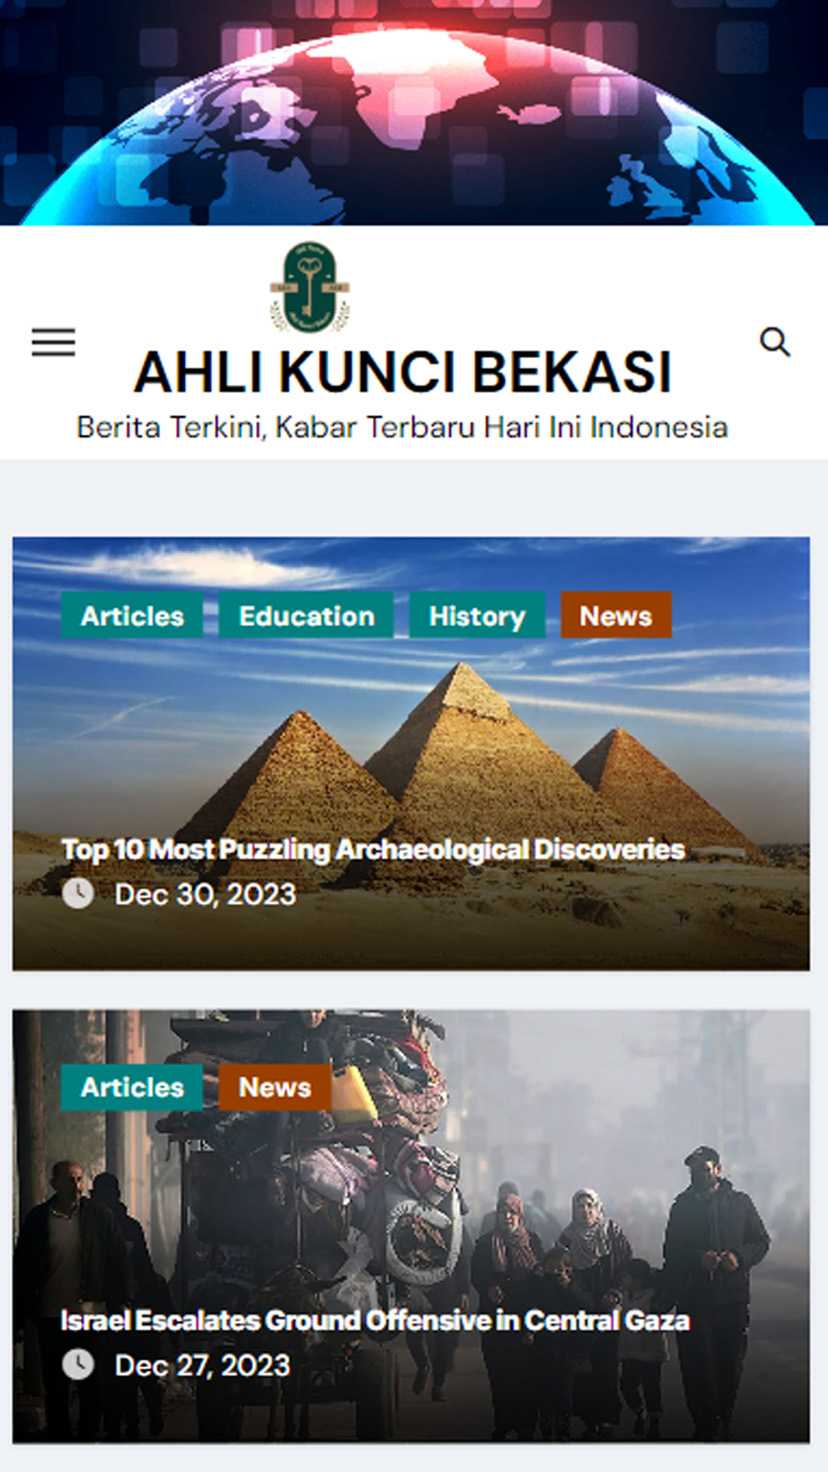 AHLI KUNCI BEKASI
Berita Terkini, Kabar Terbaru Hari Ini Indonesia
Articles Education History News
Top 10 Most Puzzling Archaeological Discoveries
Dec 30, 2023
Articles News
Israel Escalates Ground Offensive in Central Gaza
Dec 27, 2023